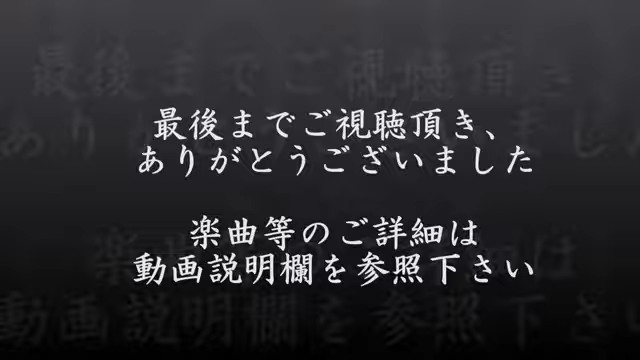 最後までご視聴頂き、
ありがとうございました
楽曲等のご詳細は
動画説明欄を参照下さい